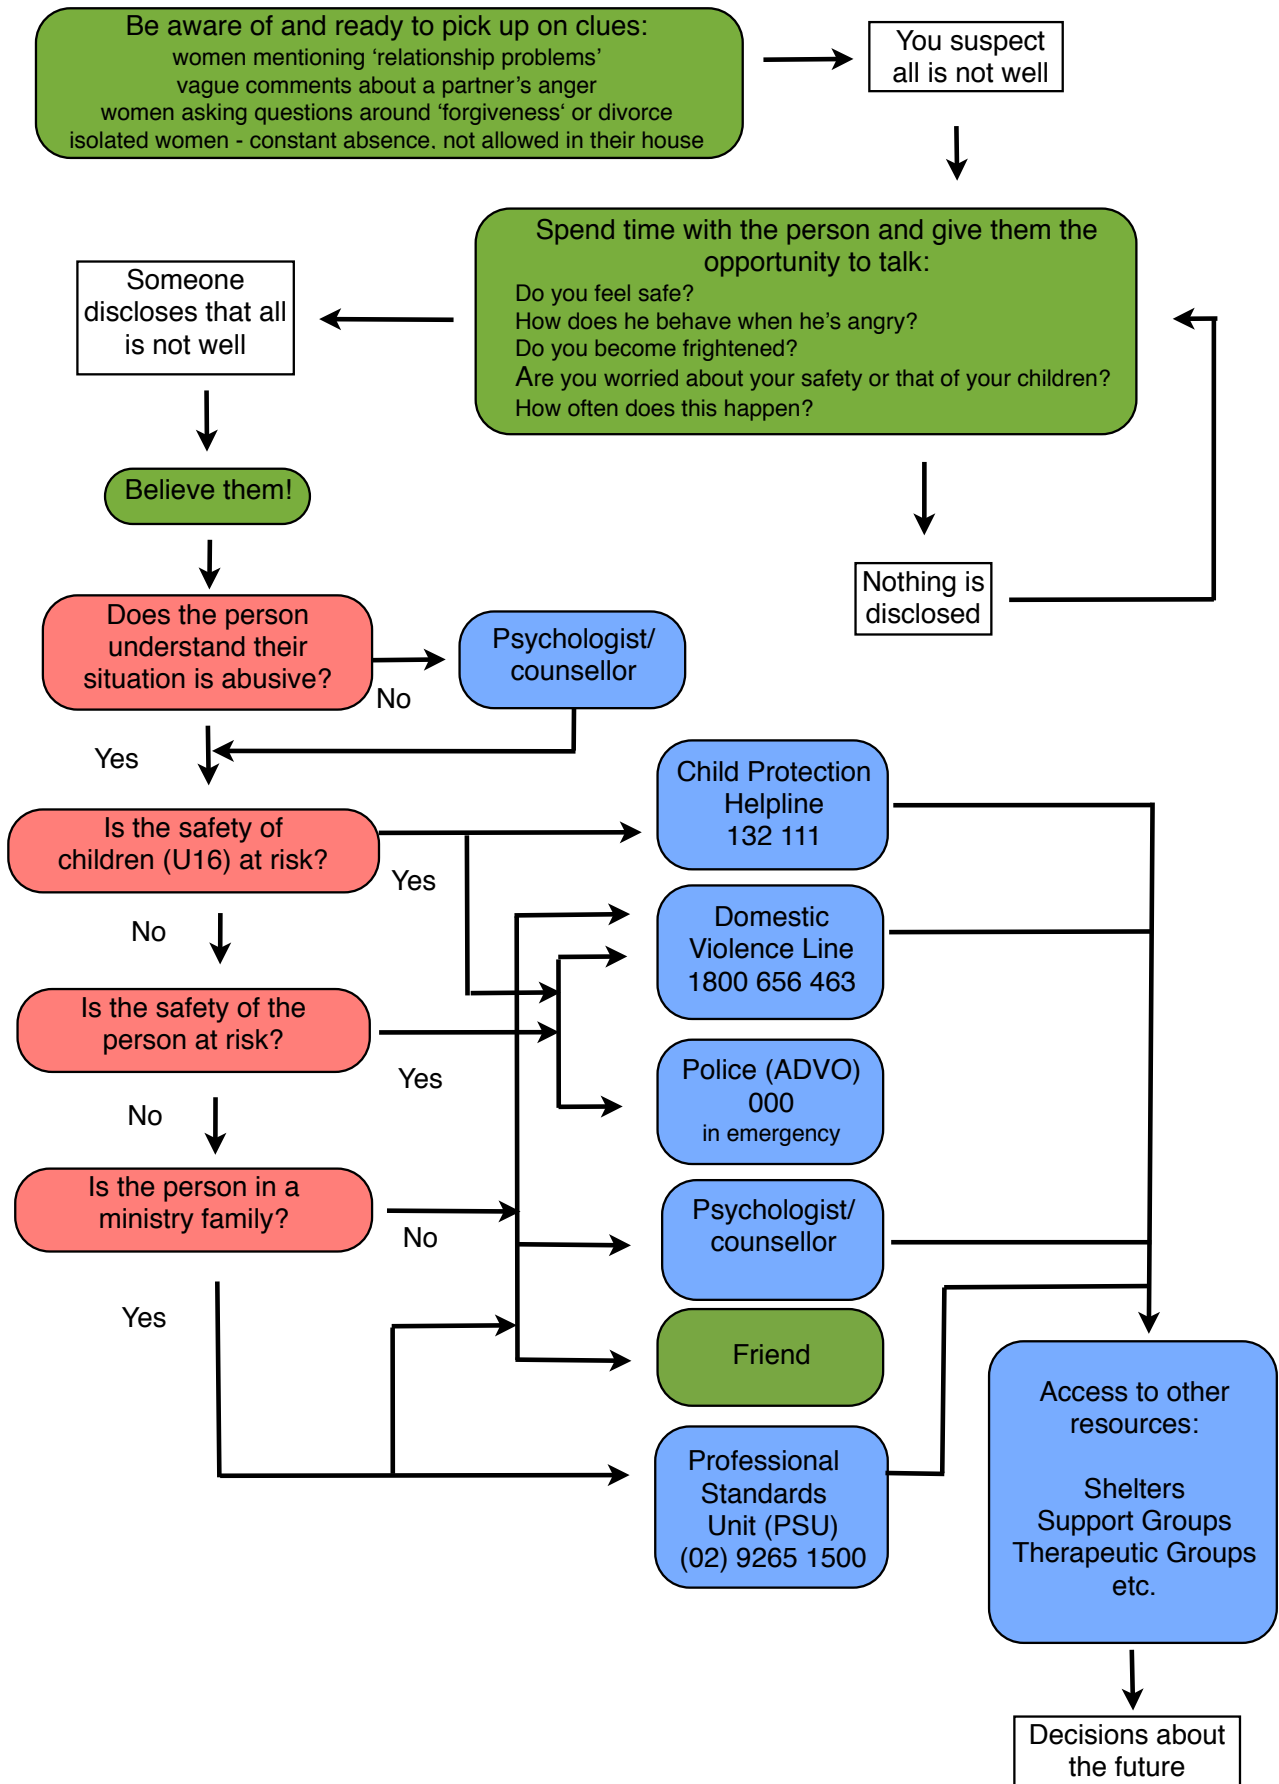 Be aware of and ready to pick up on clues:
women mentioning ‘relationship problems’
vague comments about a partner’s anger
women asking questions around ‘forgiveness‘ or divorce
isolated women - constant absence, not allowed in their house
You suspect
all is not well
Spend time with the person and give them the
opportunity to talk:
Do you feel safe?
How does he behave when he’s angry?
Do you become frightened?
Are you worried about your safety or that of your children?
How often does this happen?
Someone
discloses that all
is not well
Believe them!
Nothing is
disclosed
Does the person
understand their
situation is abusive?
No
Psychologist/
counsellor
Yes
Is the safety of
children (U16) at risk?
Yes
No
Child Protection
Helpline
132 111
Domestic
Violence Line
1800 656 463
Is the safety of the
person at risk?
Yes
No
Police (ADVO)
000
in emergency
Is the person in a
ministry family?
No
Yes
Psychologist/
counsellor
Friend
Professional
Standards
Unit (PSU)
(02) 9265 1500
Access to other
resources:
Shelters
Support Groups
Therapeutic Groups
etc.
Decisions about
the future